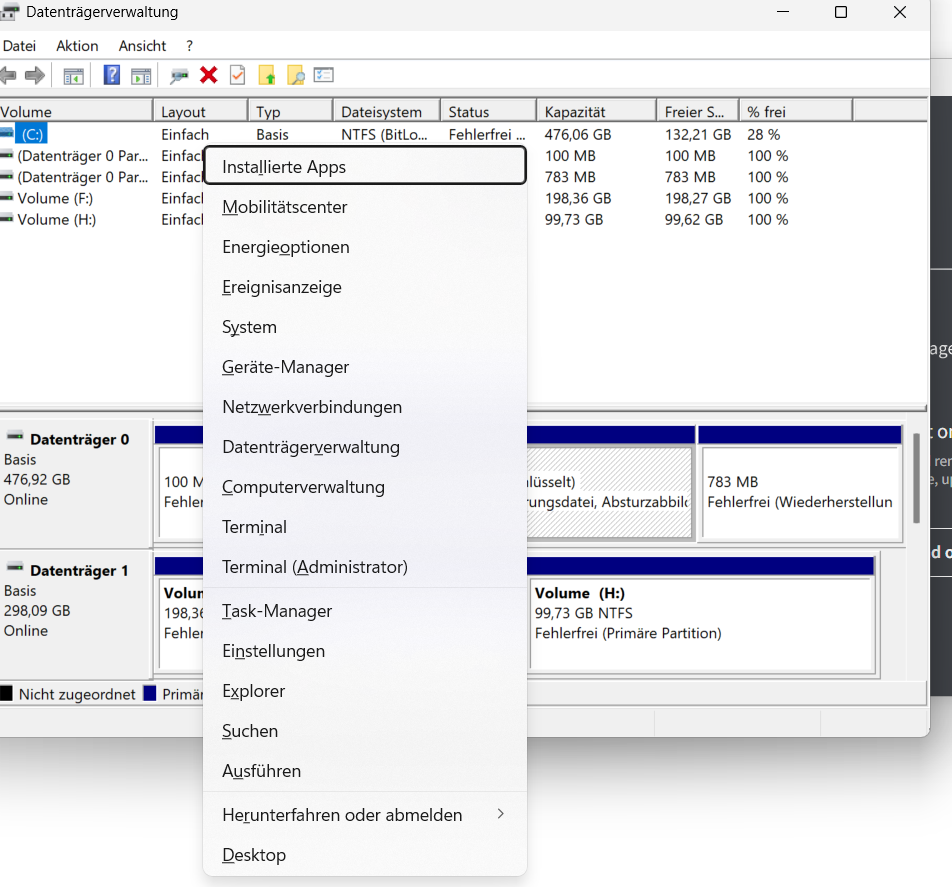 Datenträgerverwaltung
Datei Aktion Ansicht ?
Volume Layout Typ Dateisystem Status Kapazität Freier S... % frei
(C:) Einfach Basis NTFS (BitLo... Fehlerfrei ... 476,06 GB 132,21 GB 28 %
(Datenträger 0 Par... Einfach 100 MB 100 MB 100 %
(Datenträger 0 Par... Einfach 783 MB 783 MB 100 %
Volume (F:) Einfach 198,36 GB 198,27 GB 100 %
Volume (H:) Einfach 99,73 GB 99,62 GB 100 %
Installierte Apps
Mobilitätscenter
Energieoptionen
Ereignisanzeige
System
Geräte-Manager
Netzwerkverbindungen
Datenträgerverwaltung
Computerverwaltung
Terminal
Terminal (Administrator)
Task-Manager
Einstellungen
Explorer
Suchen
Ausführen
Herunterfahren oder abmelden
Desktop
Datenträger 0
Basis
476,92 GB
Online
100 M
Fehler
lüsselt)
ungsdatei, Absturzabbild
783 MB
Fehlerfrei (Wiederherstellun
Datenträger 1
Basis
298,09 GB
Online
Volum
198,36
Fehler
Volume (H:)
99,73 GB NTFS
Fehlerfrei (Primäre Partition)
Nicht zugeordnet Primär